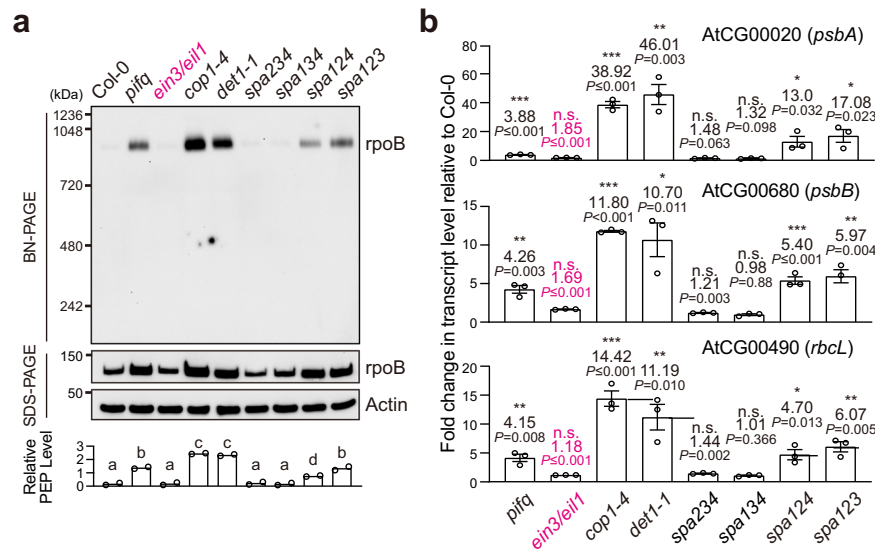 a
Col-0
pifq
ein3/eil1
cop1-4
det1-1
spa234
spa134
spa124
spa123
(kDa)
1236
1048
720
480
242
BN-PAGE
rpoB
SDS-PAGE
150
rpoB
50
Actin
Relative
PEP Level
3
2
1
0
a
b
a
c
c
a
a
d
b
b
Fold change in transcript level relative to Col-0
AtCG00020 (psbA)
80
60
40
20
0
***
3.88
P≤0.001
n.s.
1.85
P≤0.001
***
38.92
P≤0.001
**
46.01
P=0.003
n.s.
1.48
P=0.063
n.s.
1.32
P=0.098
*
13.0
P=0.032
*
17.08
P=0.023
AtCG00680 (psbB)
15
10
5
0
**
4.26
P=0.003
n.s.
1.69
P≤0.001
***
11.80
P<0.001
*
10.70
P=0.011
n.s.
1.21
P=0.003
n.s.
0.98
P=0.88
***
5.40
P≤0.001
**
5.97
P=0.004
AtCG00490 (rbcL)
20
15
10
5
0
**
4.15
P=0.008
n.s.
1.18
P≤0.001
***
14.42
P≤0.001
**
11.19
P=0.010
n.s.
1.44
P=0.002
n.s.
1.01
P=0.366
*
4.70
P=0.013
**
6.07
P=0.005
pifq
ein3/eil1
cop1-4
det1-1
spa234
spa134
spa124
spa123